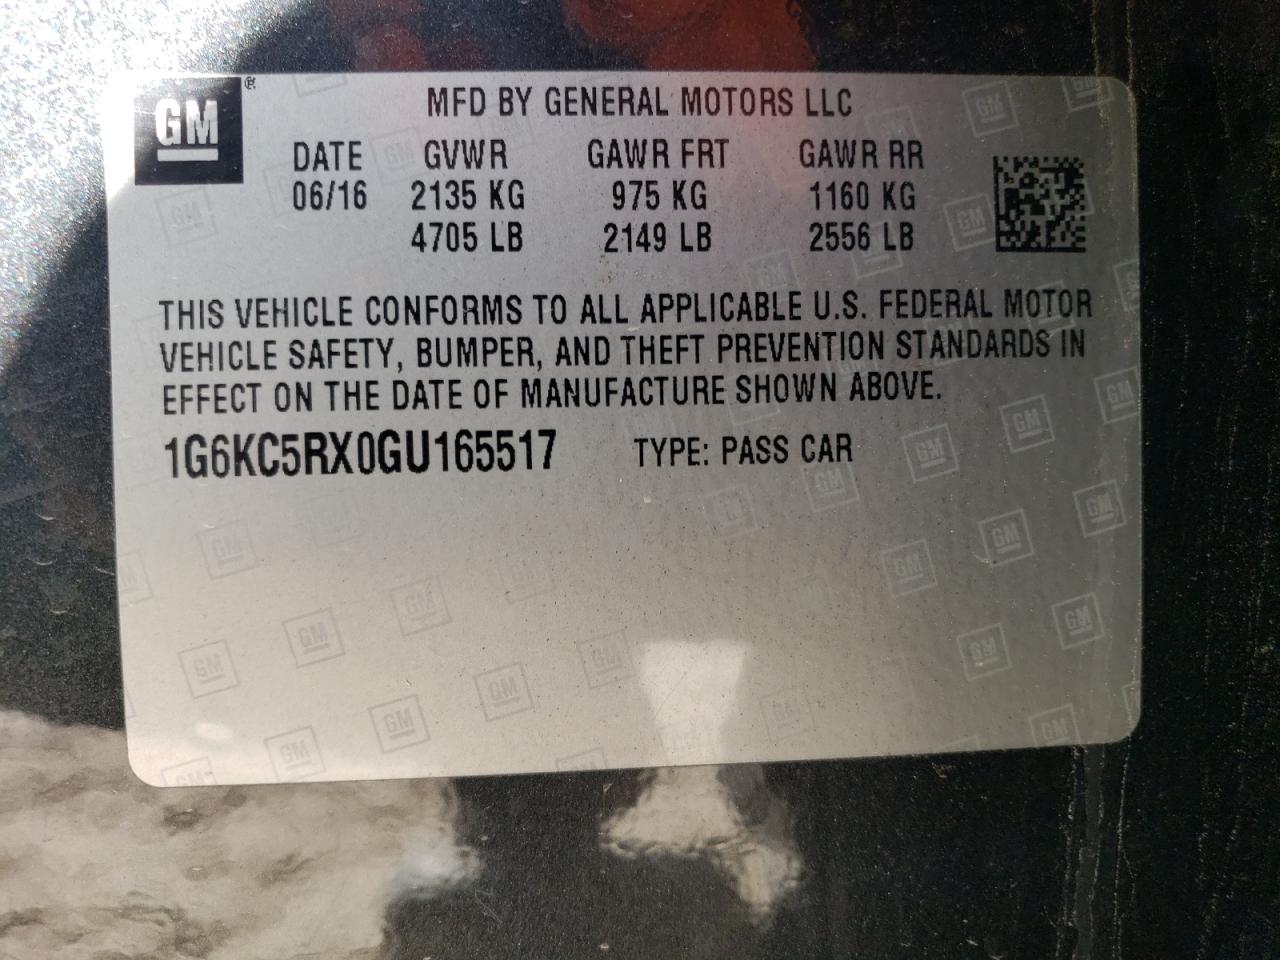 GM®
MFD BY GENERAL MOTORS LLC
DATE GVWR GAWR FRT GAWR RR
06/16 2135 KG 975 KG 1160 KG
4705 LB 2149 LB 2556 LB
THIS VEHICLE CONFORMS TO ALL APPLICABLE U.S. FEDERAL MOTOR
VEHICLE SAFETY, BUMPER, AND THEFT PREVENTION STANDARDS IN
EFFECT ON THE DATE OF MANUFACTURE SHOWN ABOVE.
1G6KC5RX0GU165517 TYPE: PASS CAR